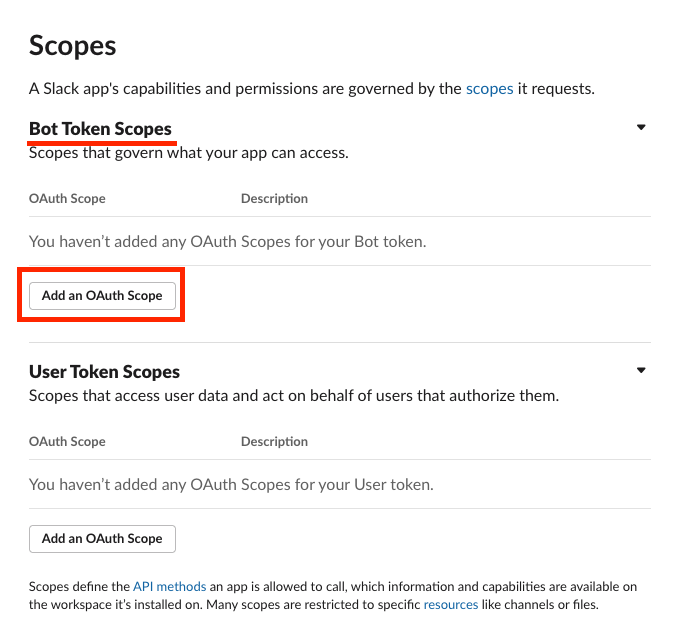 Scopes
A Slack app's capabilities and permissions are governed by the scopes it requests.
Bot Token Scopes
Scopes that govern what your app can access.
OAuth Scope Description
You haven’t added any OAuth Scopes for your Bot token.
Add an OAuth Scope
User Token Scopes
Scopes that access user data and act on behalf of users that authorize them.
OAuth Scope Description
You haven’t added any OAuth Scopes for your User token.
Add an OAuth Scope
Scopes define the API methods an app is allowed to call, which information and capabilities are available on
the workspace it’s installed on. Many scopes are restricted to specific resources like channels or files.